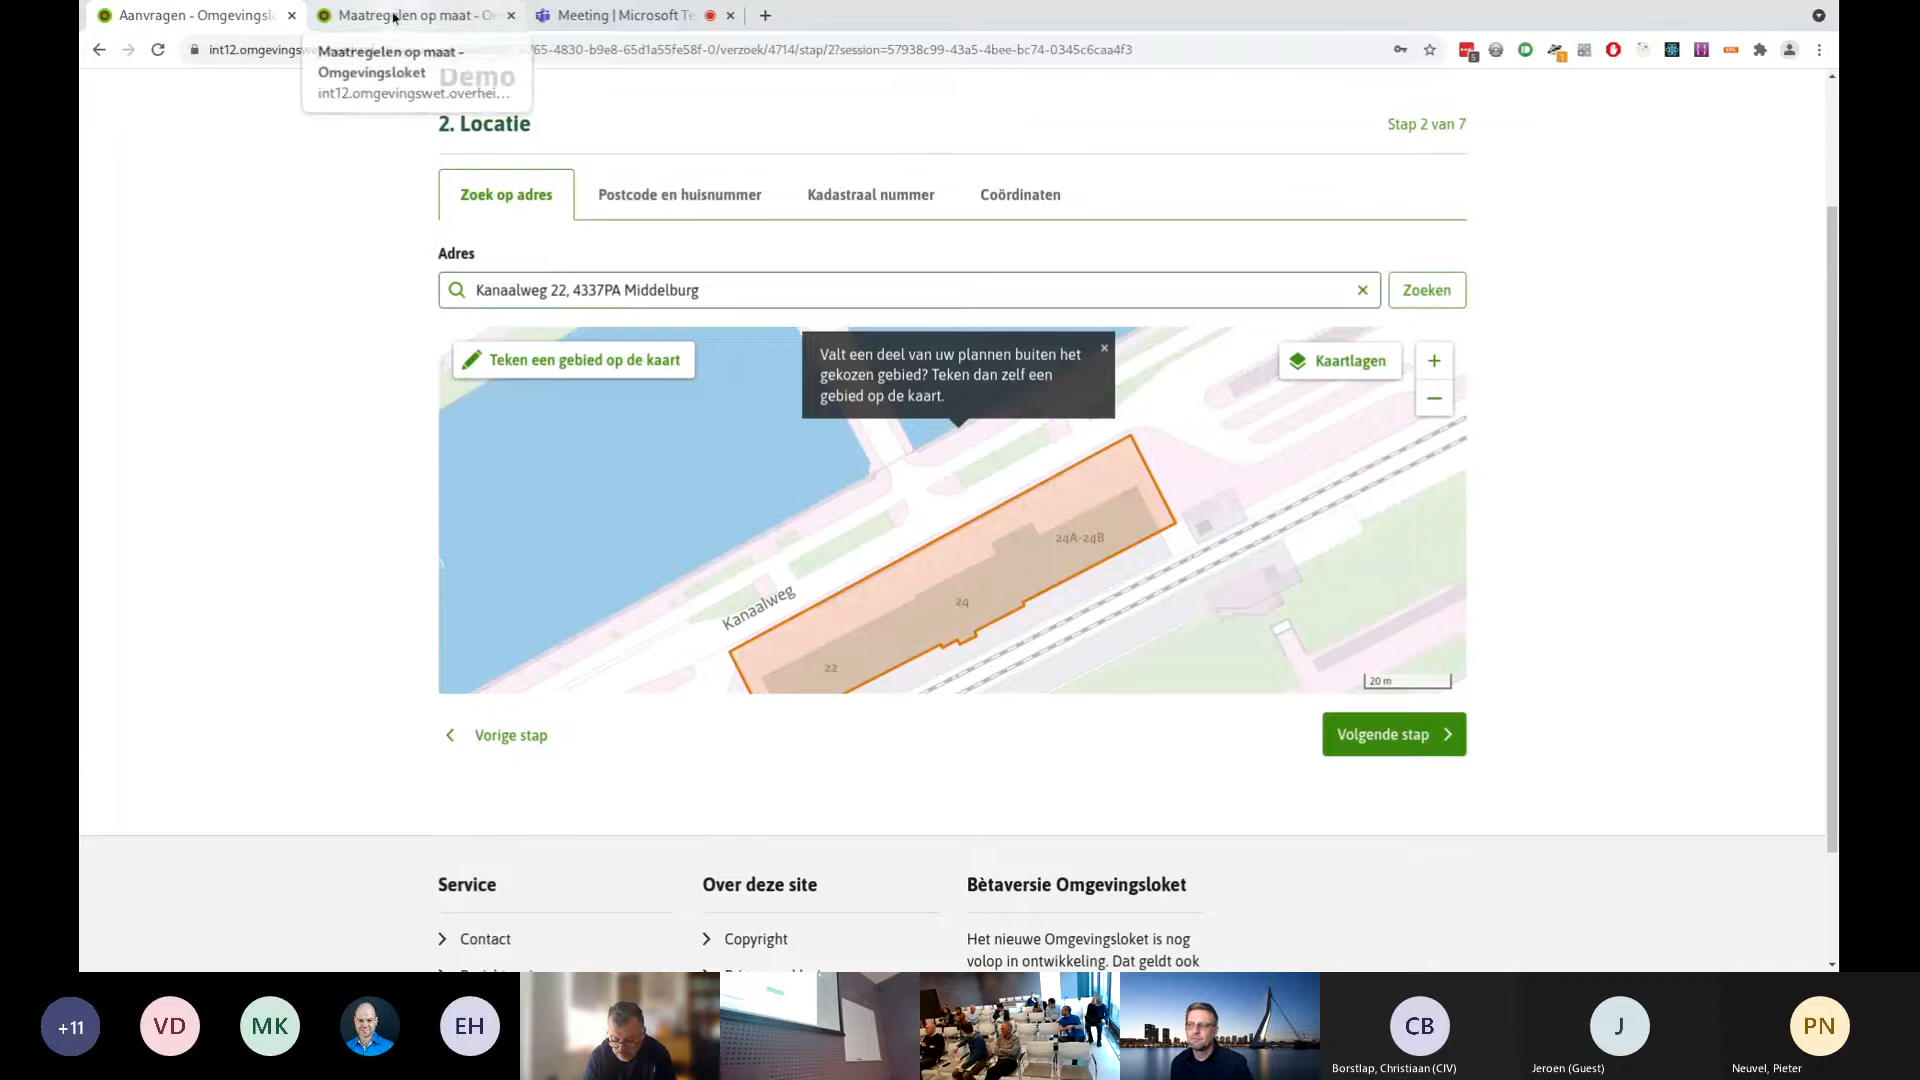 Aanvragen - Omgevingsl
Maatregelen op maat - O
Meeting | Microsoft Te
int12.omgevingsw
765-4830-b9e8-65d1a55fe58f-0/verzoek/4714/stap/2?session=57938c99-43a5-4bee-bc74-0345c6caa4f3
Maatregelen op maat -
Omgevingsloket
Demo
int12.omgevingswet.overhei...
2. Locatie
Stap 2 van 7
Zoek op adres
Postcode en huisnummer
Kadastraal nummer
Coördinaten
Adres
Kanaalweg 22, 4337PA Middelburg
Zoeken
Teken een gebied op de kaart
Valt een deel van uw plannen buiten het
gekozen gebied? Teken dan zelf een
gebied op de kaart.
Kaartlagen
24A-24B
24
Kanaalweg
22
20 m
Vorige stap
Volgende stap
Service
Over deze site
Bètaversie Omgevingsloket
Contact
Copyright
Het nieuwe Omgevingsloket is nog
volop in ontwikkeling. Dat geldt ook
+11
VD
MK
EH
CB
J
PN
Borstlap, Christiaan (CIV)
Jeroen (Guest)
Neuvel, Pieter